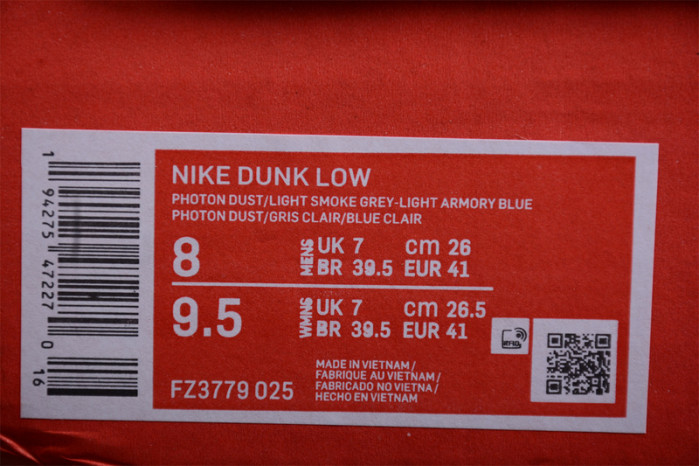 1 94275 47227 0 16
NIKE DUNK LOW
PHOTON DUST/LIGHT SMOKE GREY-LIGHT ARMORY BLUE
PHOTON DUST/GRIS CLAIR/BLUE CLAIR
8 MENS UK 7 cm 26
BR 39.5 EUR 41
9.5 WMNS UK 7 cm 26.5
BR 39.5 EUR 41
FZ3779 025
MADE IN VIETNAM/
FABRIQUE AU VIETNAM/
FABRICADO NO VIETNA/
HECHO EN VIETNAM